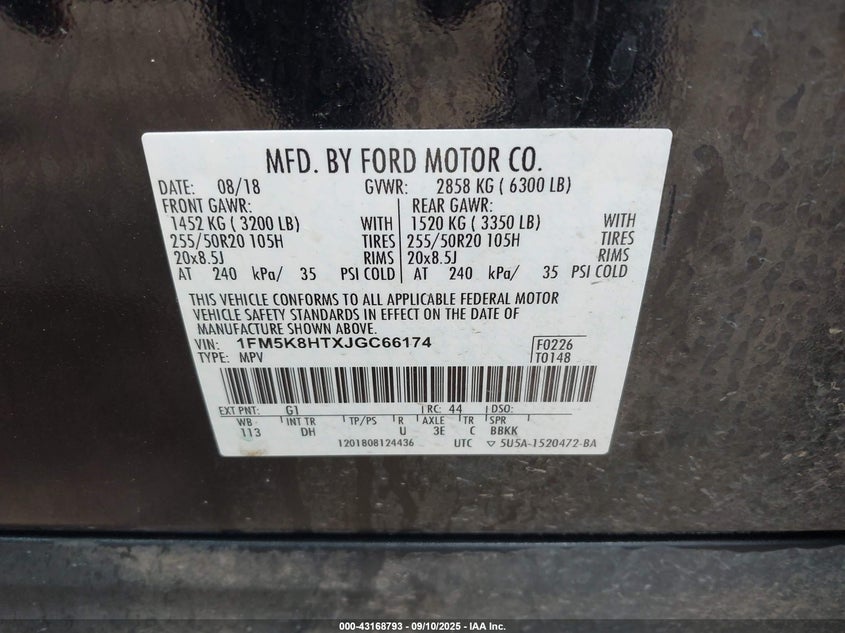 MFD. BY FORD MOTOR CO.
DATE: 08/18 GVWR: 2858 KG ( 6300 LB)
FRONT GAWR: REAR GAWR:
1452 KG ( 3200 LB) WITH 1520 KG ( 3350 LB) WITH
255/50R20 105H TIRES 255/50R20 105H TIRES
20x8.5J RIMS 20x8.5J RIMS
AT 240 kPa/ 35 PSI COLD AT 240 kPa/ 35 PSI COLD
THIS VEHICLE CONFORMS TO ALL APPLICABLE FEDERAL MOTOR
VEHICLE SAFETY STANDARDS IN EFFECT ON THE DATE OF
MANUFACTURE SHOWN ABOVE.
VIN: 1FM5K8HTXJGC66174 F0226
TYPE: MPV T0148
EXT PNT: G1 RC: 44 DSO:
WB INT TR TP/PS R AXLE TR SPR
113 DH U 3E C BBKK
1201808124436 UTC ▽ 5U5A-1520472-BA
000-43168793 - 09/10/2025 - IAA Inc.